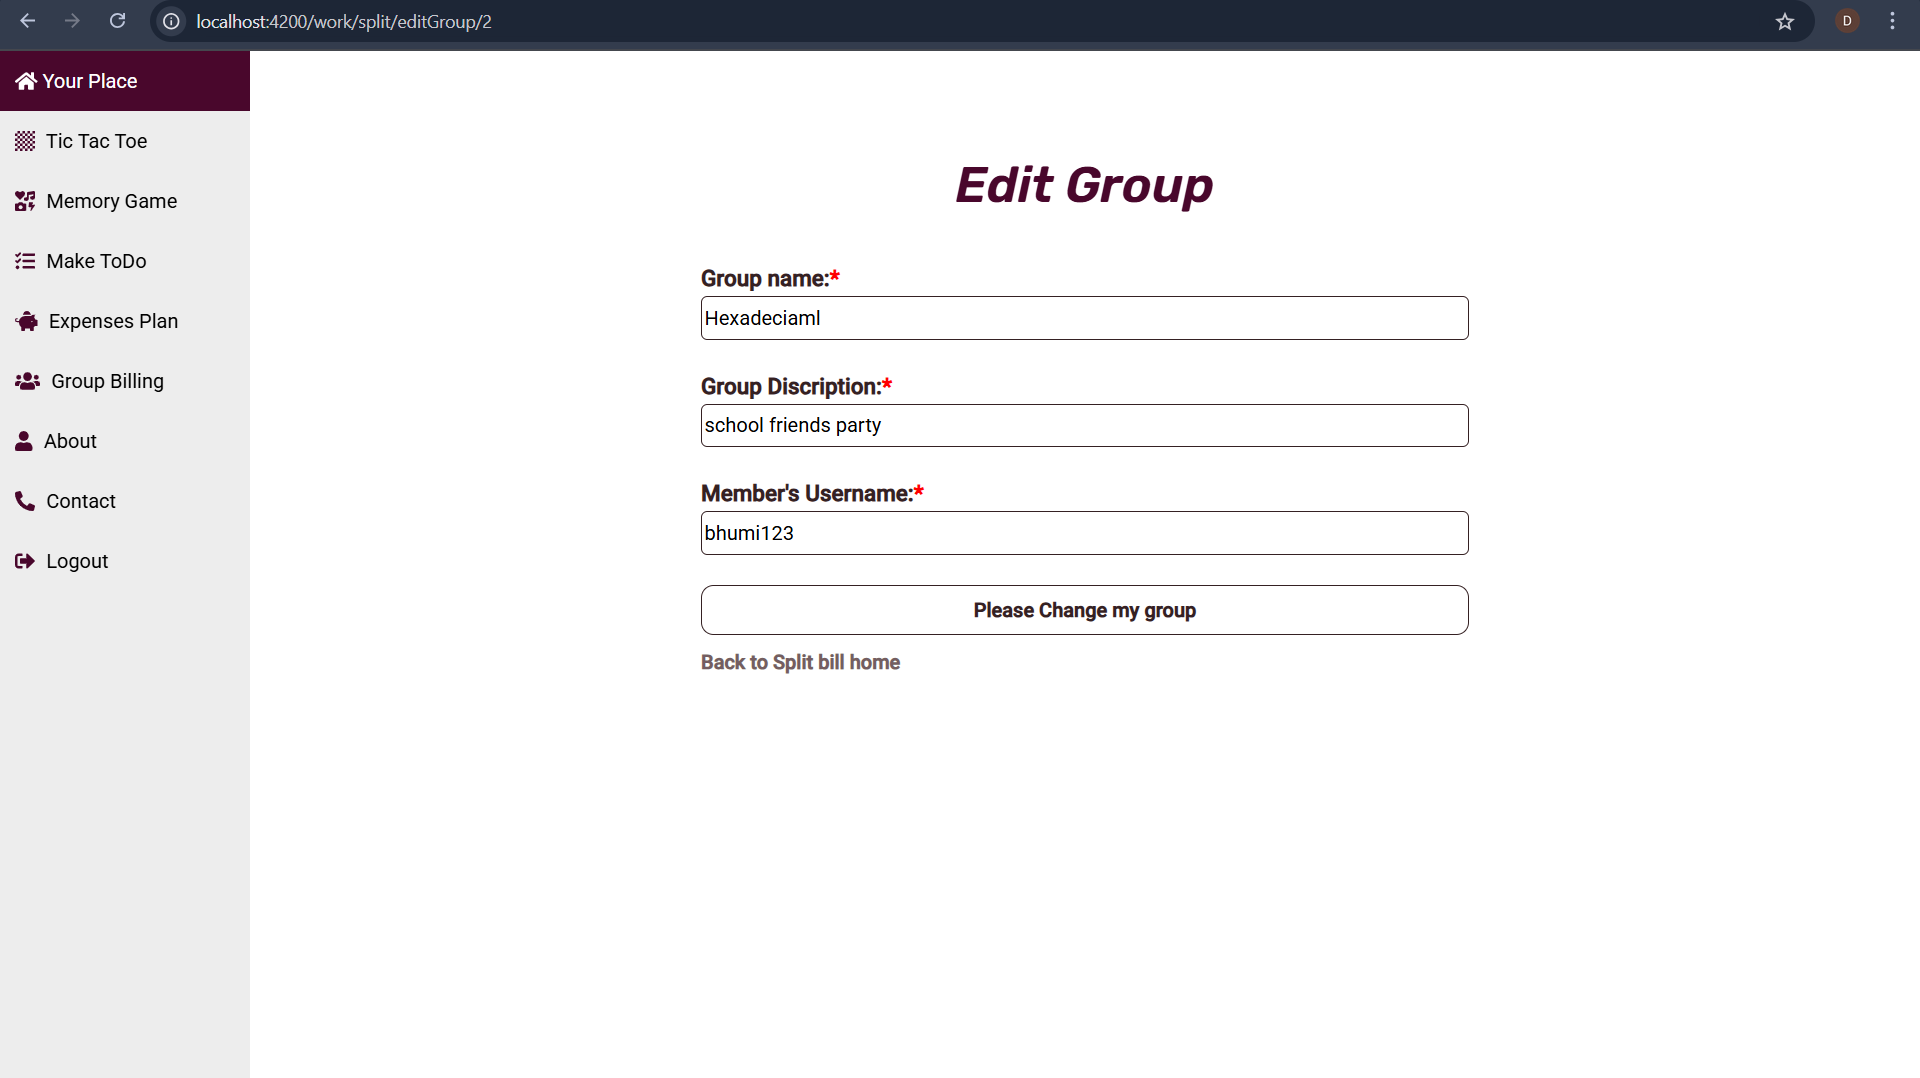 localhost:4200/work/split/editGroup/2
D
Your Place
Tic Tac Toe
Memory Game
Make ToDo
Expenses Plan
Group Billing
About
Contact
Logout
Edit Group
Group name:*
Hexadeciaml
Group Discription:*
school friends party
Member's Username:*
bhumi123
Please Change my group
Back to Split bill home